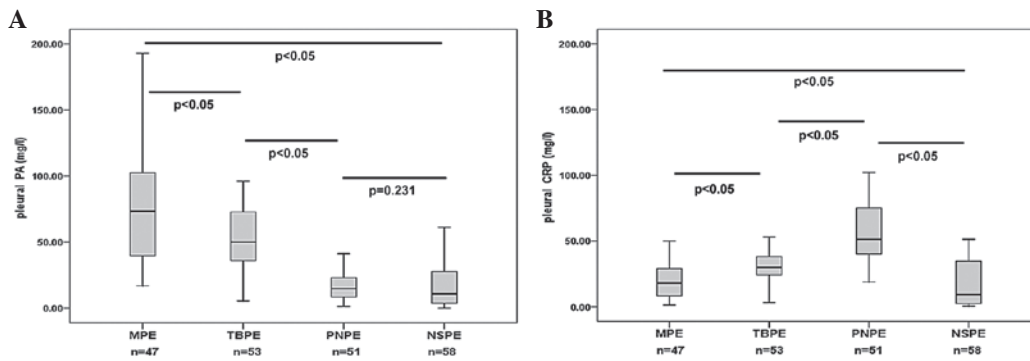 A
pleural PA (mg/l)
200.00
150.00
100.00
50.00
0.00
p<0.05
p<0.05
p<0.05
p=0.231
MPE TBPE PNPE NSPE
n=47 n=53 n=51 n=58
B
pleural CRP (mg/l)
200.00
150.00
100.00
50.00
0.00
p<0.05
p<0.05
p<0.05
p<0.05
MPE TBPE PNPE NSPE
n=47 n=53 n=51 n=58